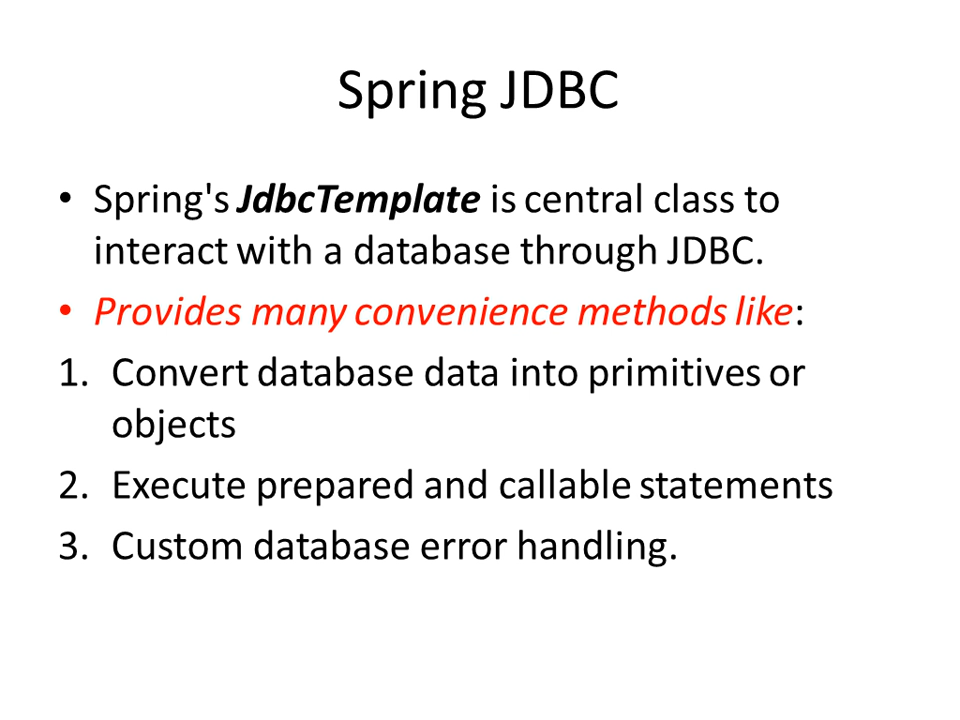 Spring JDBC
• Spring's JdbcTemplate is central class to
interact with a database through JDBC.
• Provides many convenience methods like:
1. Convert database data into primitives or
objects
2. Execute prepared and callable statements
3. Custom database error handling.